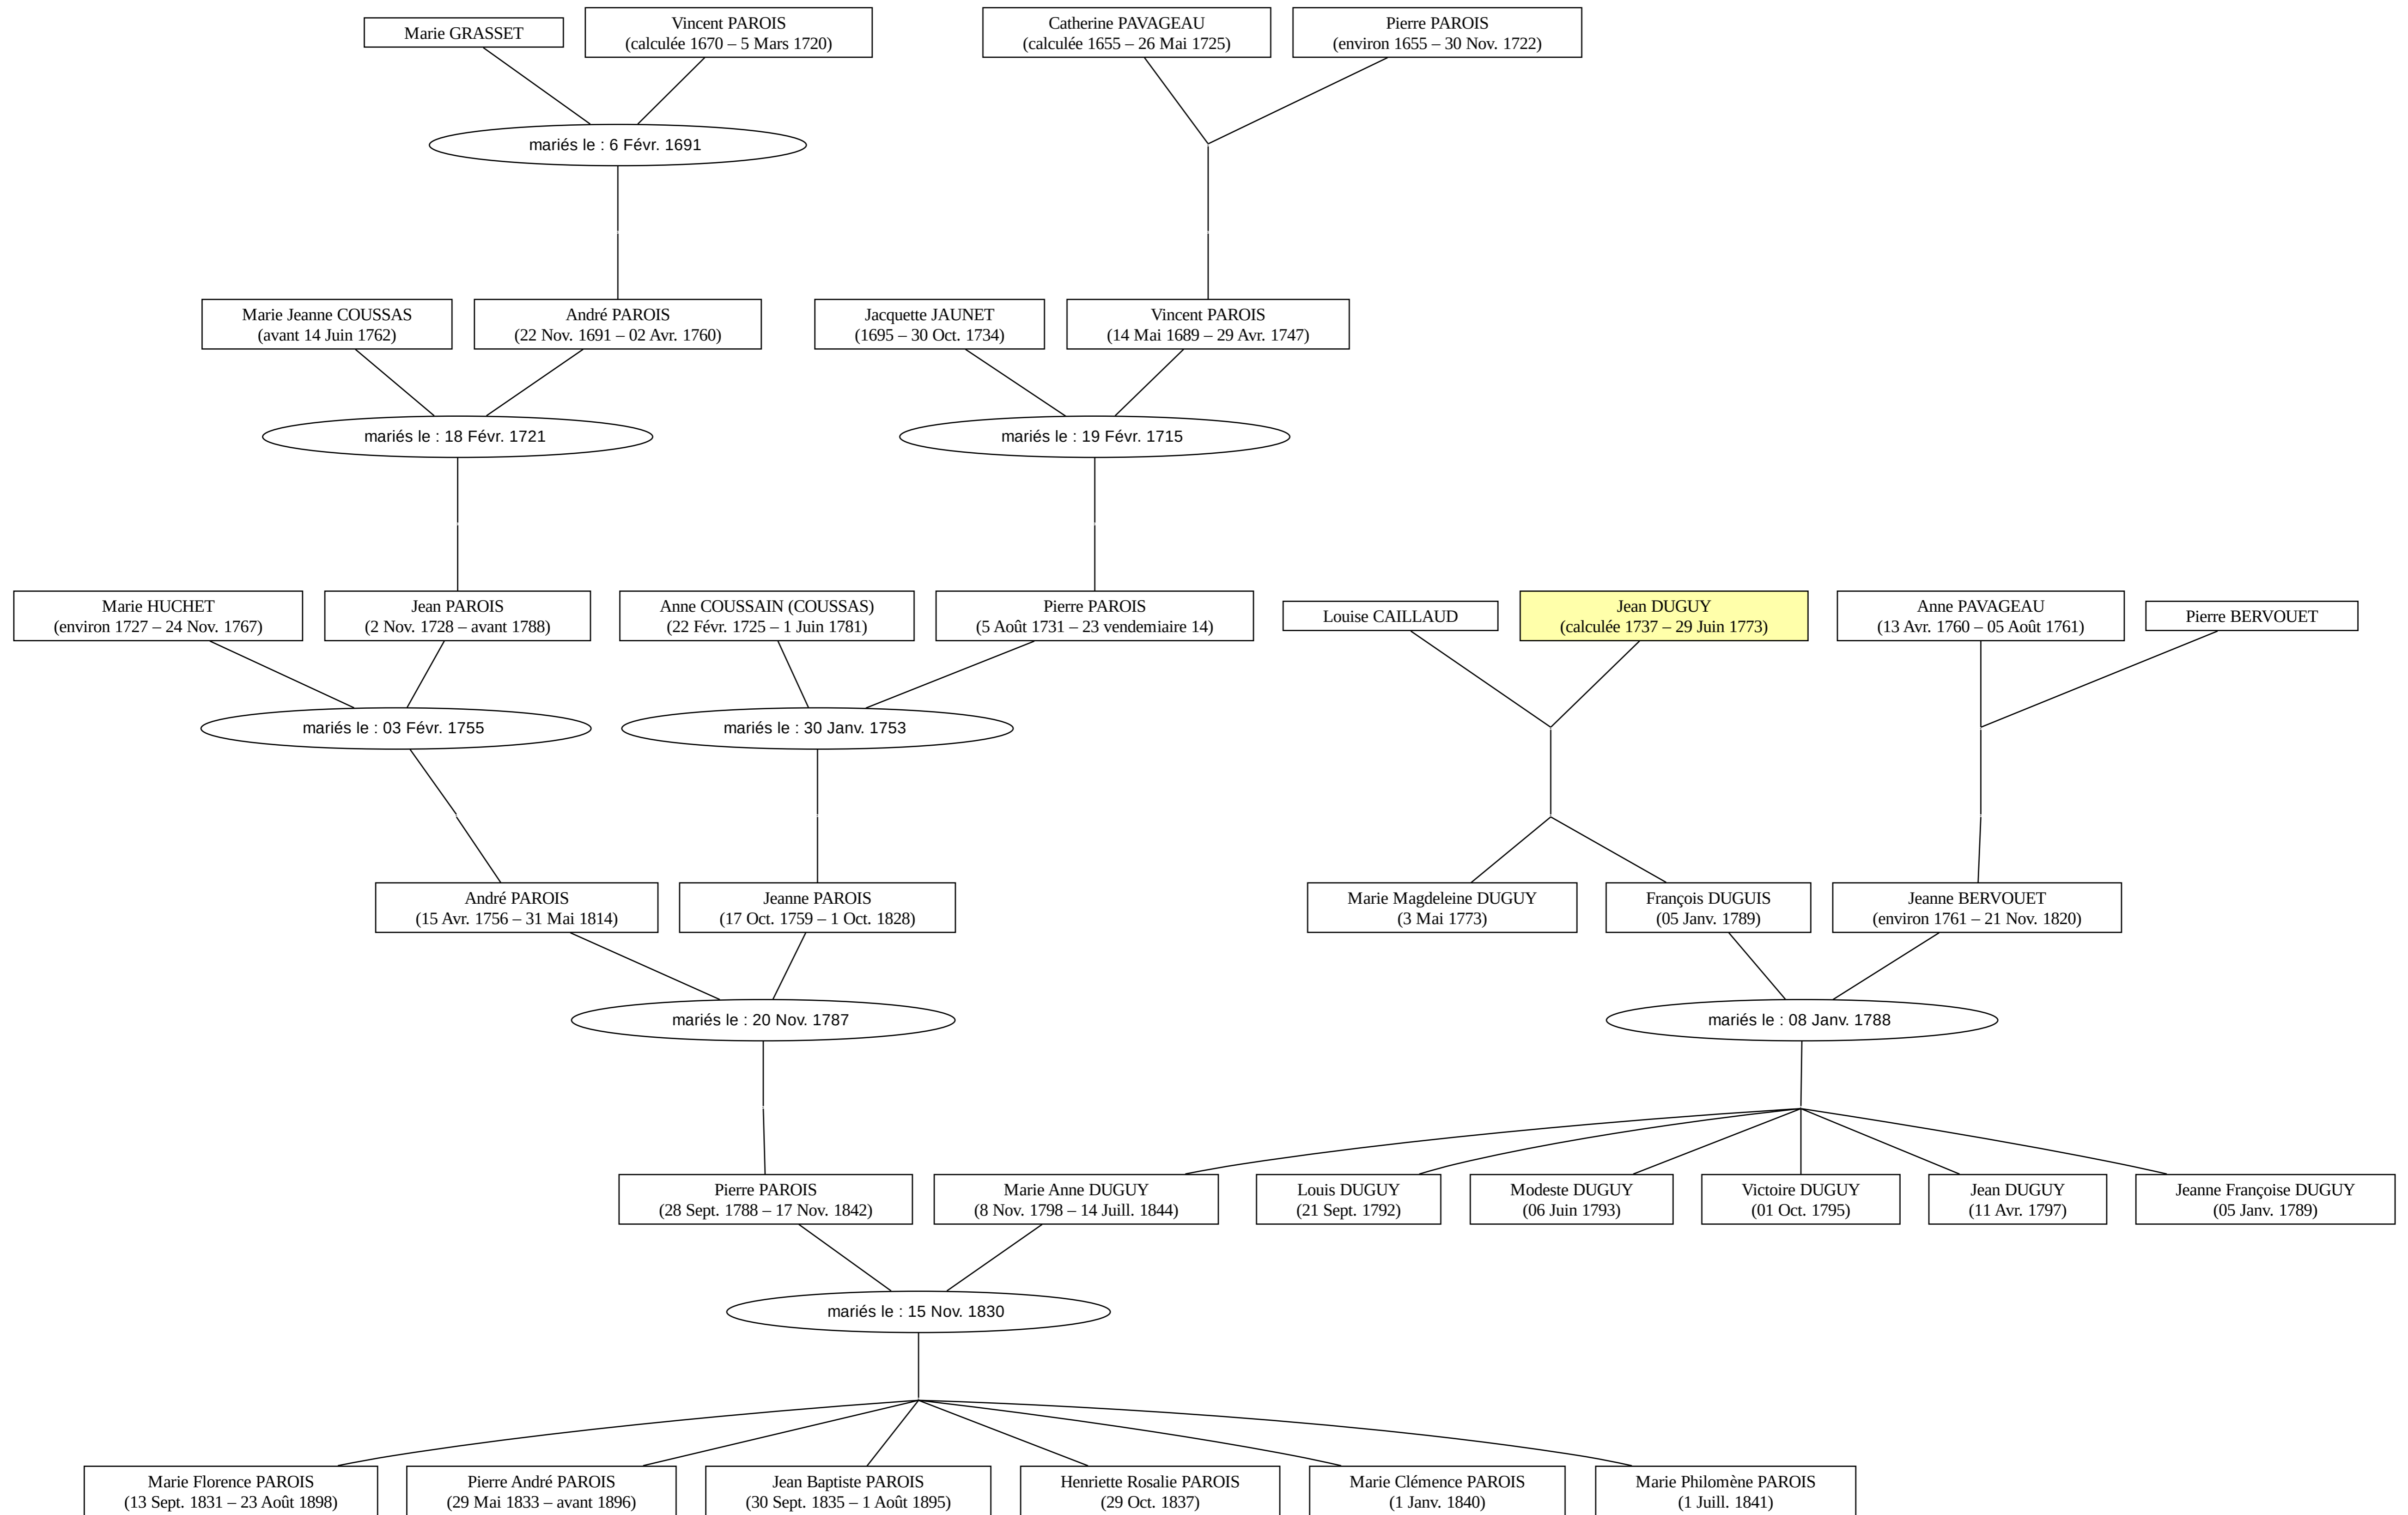 Marie GRASSET
Vincent PAROIS
(calculée 1670 – 5 Mars 1720)
Catherine PAVAGEAU
(calculée 1655 – 26 Mai 1725)
Pierre PAROIS
(environ 1655 – 30 Nov. 1722)
mariés le : 6 Févr. 1691
Marie Jeanne COUSSAS
(avant 14 Juin 1762)
André PAROIS
(22 Nov. 1691 – 02 Avr. 1760)
Jacquette JAUNET
(1695 – 30 Oct. 1734)
Vincent PAROIS
(14 Mai 1689 – 29 Avr. 1747)
mariés le : 18 Févr. 1721
mariés le : 19 Févr. 1715
Marie HUCHET
(environ 1727 – 24 Nov. 1767)
Jean PAROIS
(2 Nov. 1728 – avant 1788)
Anne COUSSAIN (COUSSAS)
(22 Févr. 1725 – 1 Juin 1781)
Pierre PAROIS
(5 Août 1731 – 23 vendemiaire 14)
Louise CAILLAUD
Jean DUGUY
(calculée 1737 – 29 Juin 1773)
Anne PAVAGEAU
(13 Avr. 1760 – 05 Août 1761)
Pierre BERVOUET
mariés le : 03 Févr. 1755
mariés le : 30 Janv. 1753
André PAROIS
(15 Avr. 1756 – 31 Mai 1814)
Jeanne PAROIS
(17 Oct. 1759 – 1 Oct. 1828)
Marie Magdeleine DUGUY
(3 Mai 1773)
François DUGUIS
(05 Janv. 1789)
Jeanne BERVOUET
(environ 1761 – 21 Nov. 1820)
mariés le : 20 Nov. 1787
mariés le : 08 Janv. 1788
Pierre PAROIS
(28 Sept. 1788 – 17 Nov. 1842)
Marie Anne DUGUY
(8 Nov. 1798 – 14 Juill. 1844)
Louis DUGUY
(21 Sept. 1792)
Modeste DUGUY
(06 Juin 1793)
Victoire DUGUY
(01 Oct. 1795)
Jean DUGUY
(11 Avr. 1797)
Jeanne Françoise DUGUY
(05 Janv. 1789)
mariés le : 15 Nov. 1830
Marie Florence PAROIS
(13 Sept. 1831 – 23 Août 1898)
Pierre André PAROIS
(29 Mai 1833 – avant 1896)
Jean Baptiste PAROIS
(30 Sept. 1835 – 1 Août 1895)
Henriette Rosalie PAROIS
(29 Oct. 1837)
Marie Clémence PAROIS
(1 Janv. 1840)
Marie Philomène PAROIS
(1 Juill. 1841)